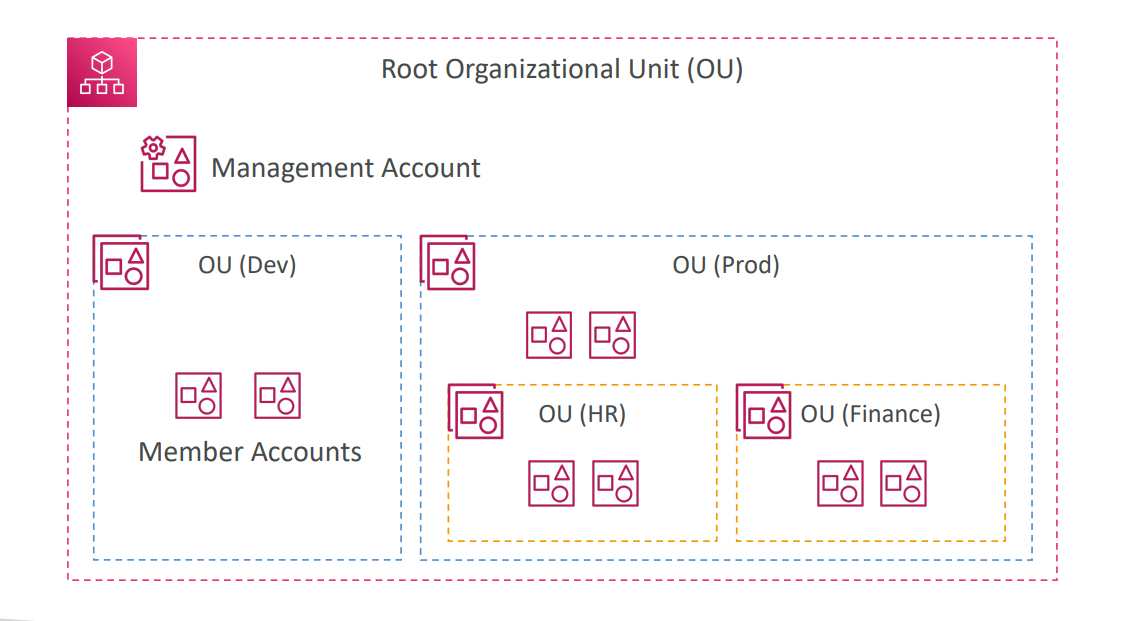 Root Organizational Unit (OU)
Management Account
OU (Dev)
OU (Prod)
Member Accounts
OU (HR)
OU (Finance)